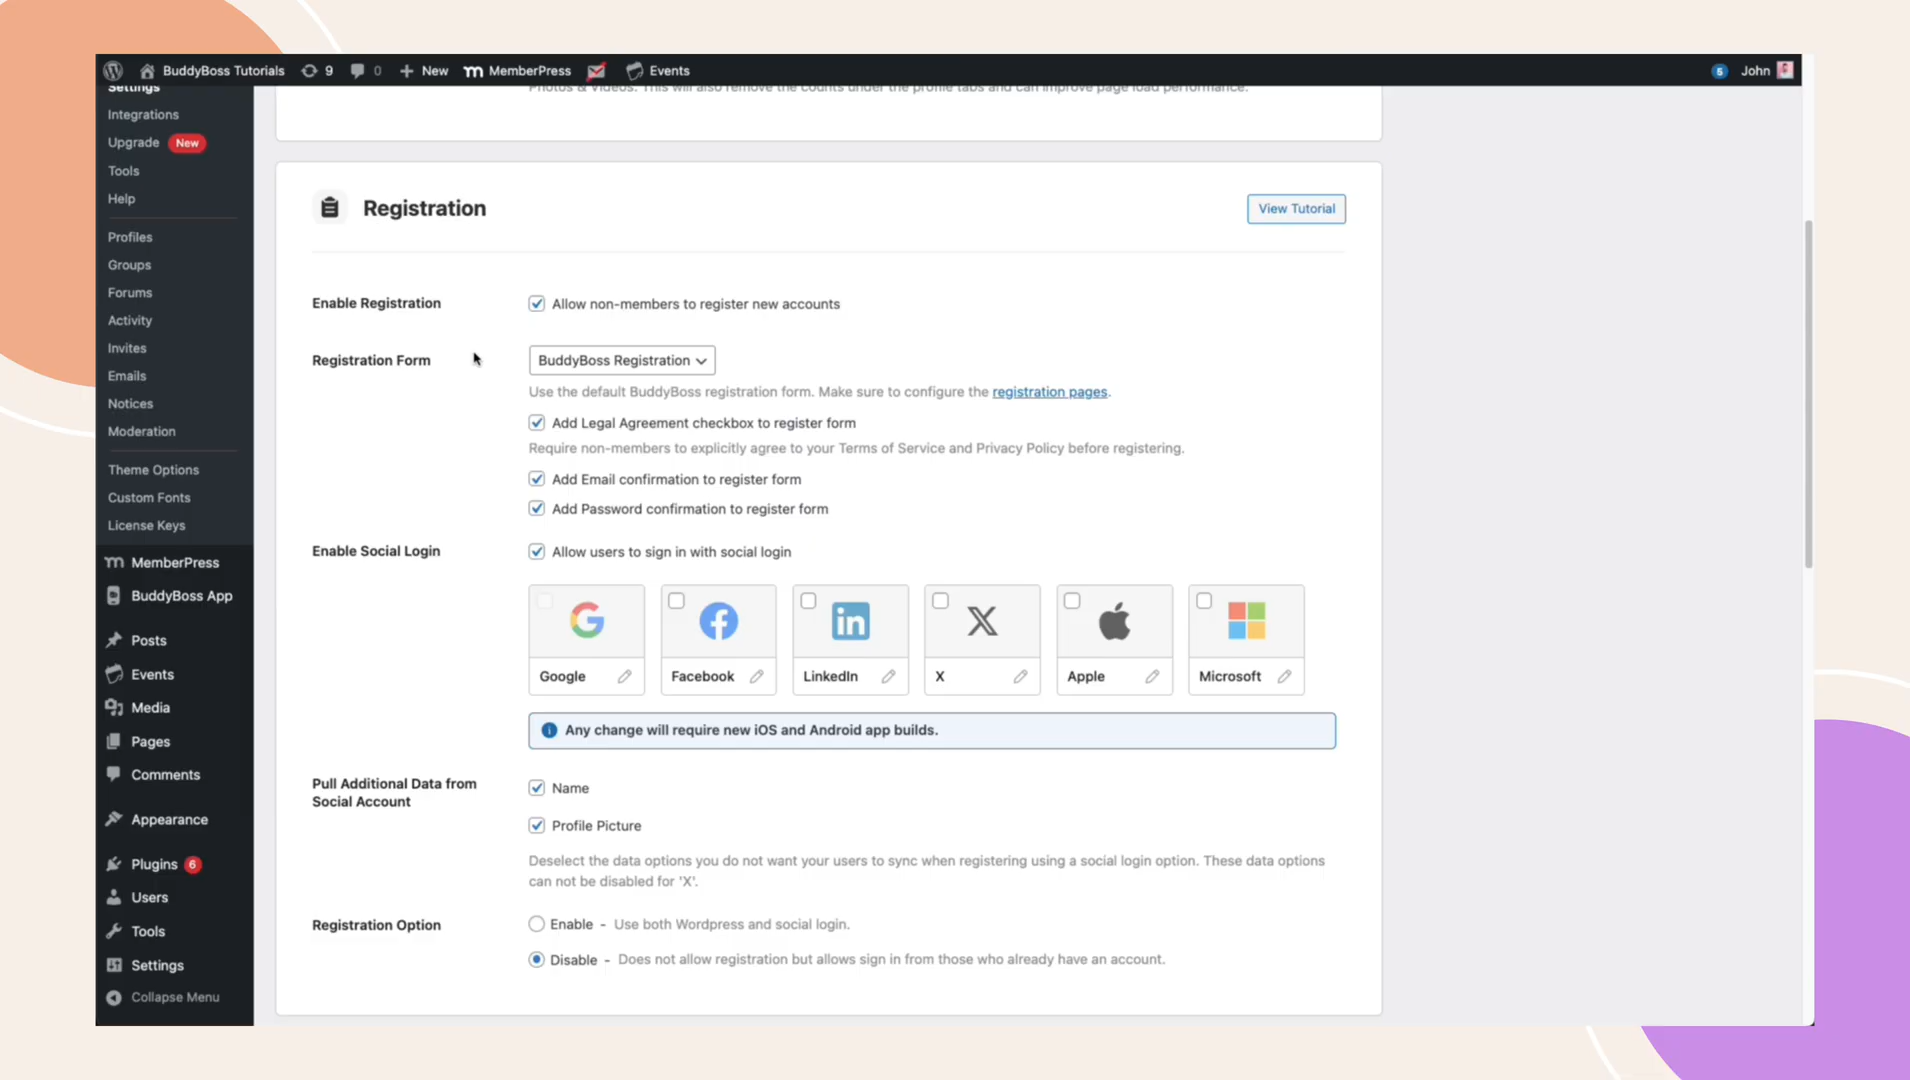 BuddyBoss Tutorials 9 0 New MemberPress Events 5 John
Settings
Integrations
Upgrade New
Tools
Help
Profiles
Groups
Forums
Activity
Invites
Emails
Notices
Moderation
Theme Options
Custom Fonts
License Keys
MemberPress
BuddyBoss App
Posts
Events
Media
Pages
Comments
Appearance
Plugins 6
Users
Tools
Settings
Collapse Menu
Photos & Videos. This will also remove the counts under the profile tabs and can improve page load performance.
Registration
View Tutorial
Enable Registration
Allow non-members to register new accounts
Registration Form
BuddyBoss Registration
Use the default BuddyBoss registration form. Make sure to configure the registration pages.
Add Legal Agreement checkbox to register form
Require non-members to explicitly agree to your Terms of Service and Privacy Policy before registering.
Add Email confirmation to register form
Add Password confirmation to register form
Enable Social Login
Allow users to sign in with social login
Google Facebook LinkedIn X Apple Microsoft
Any change will require new iOS and Android app builds.
Pull Additional Data from
Social Account
Name
Profile Picture
Deselect the data options you do not want your users to sync when registering using a social login option. These data options
can not be disabled for 'X'.
Registration Option
Enable - Use both Wordpress and social login.
Disable - Does not allow registration but allows sign in from those who already have an account.